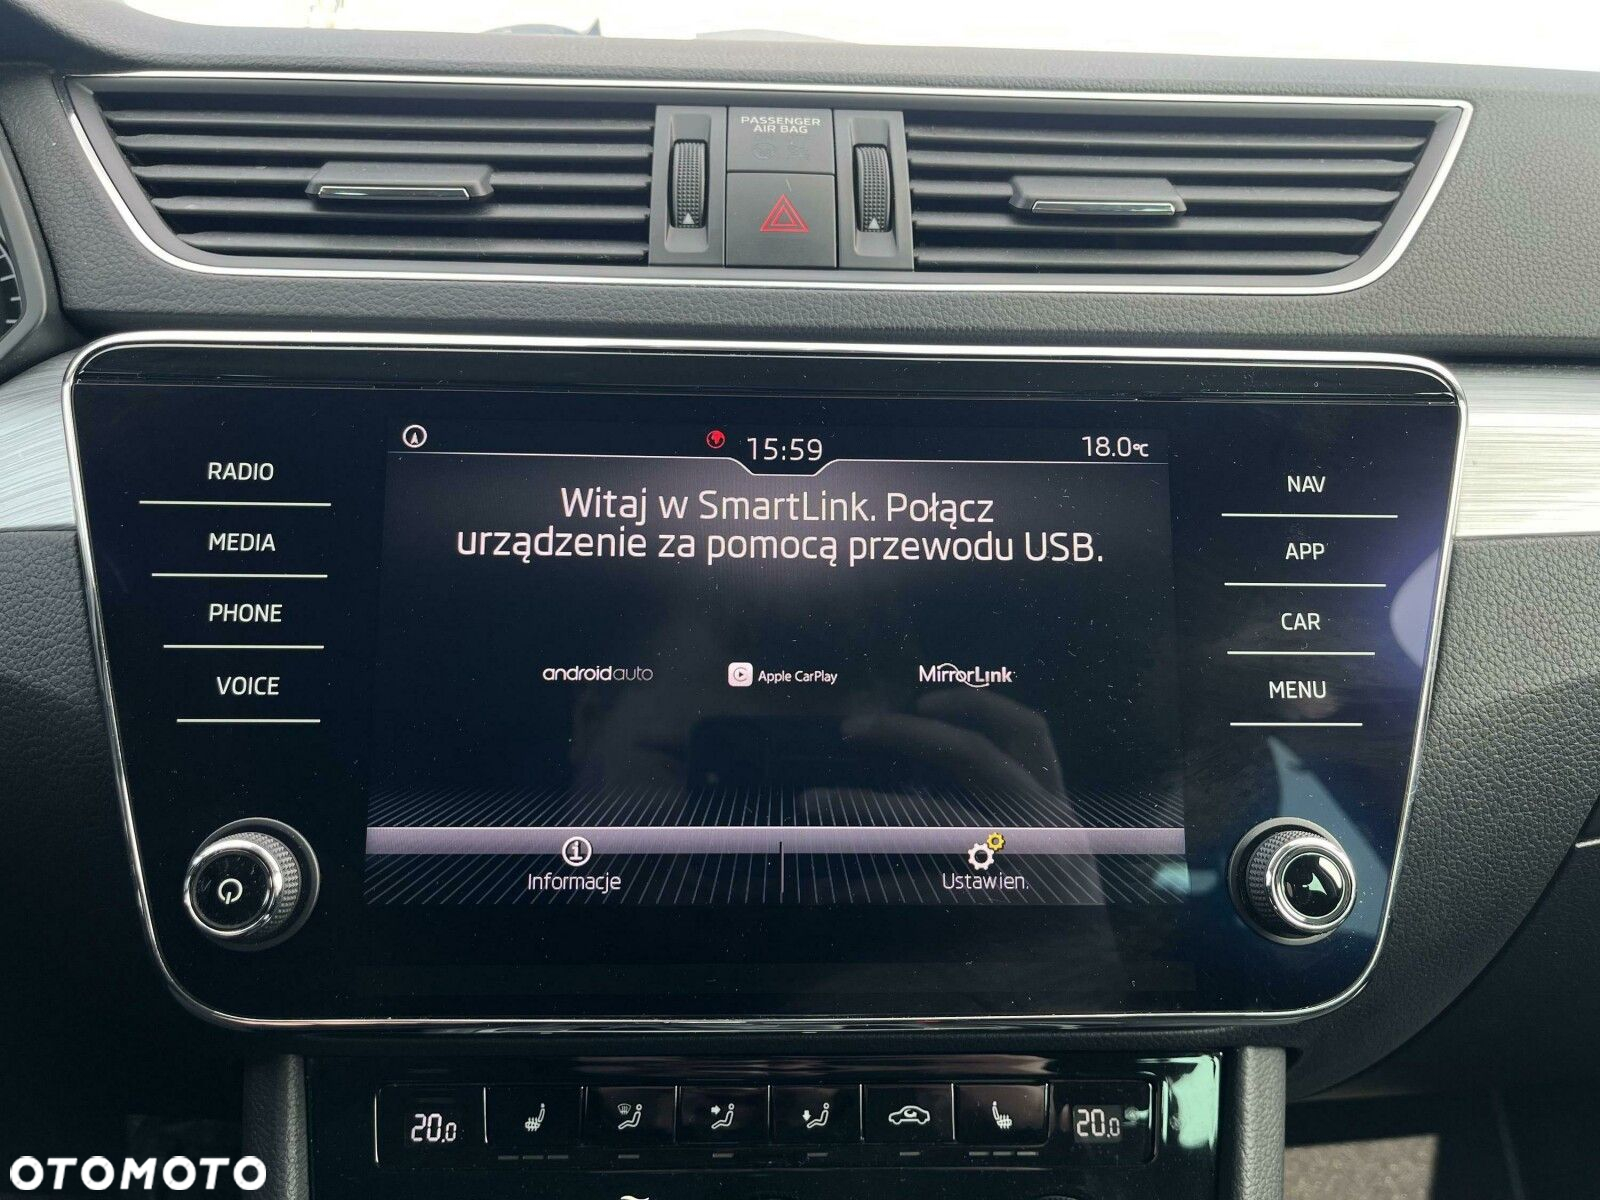 PASSENGER
AIR BAG
15:59
18.0°C
Witaj w SmartLink. Połącz
urządzenie za pomocą przewodu USB.
androidauto
Apple CarPlay
MirrorLink
Informacje
Ustawien.
RADIO
MEDIA
PHONE
VOICE
NAV
APP
CAR
MENU
20.0
20.0
OTOMOTO